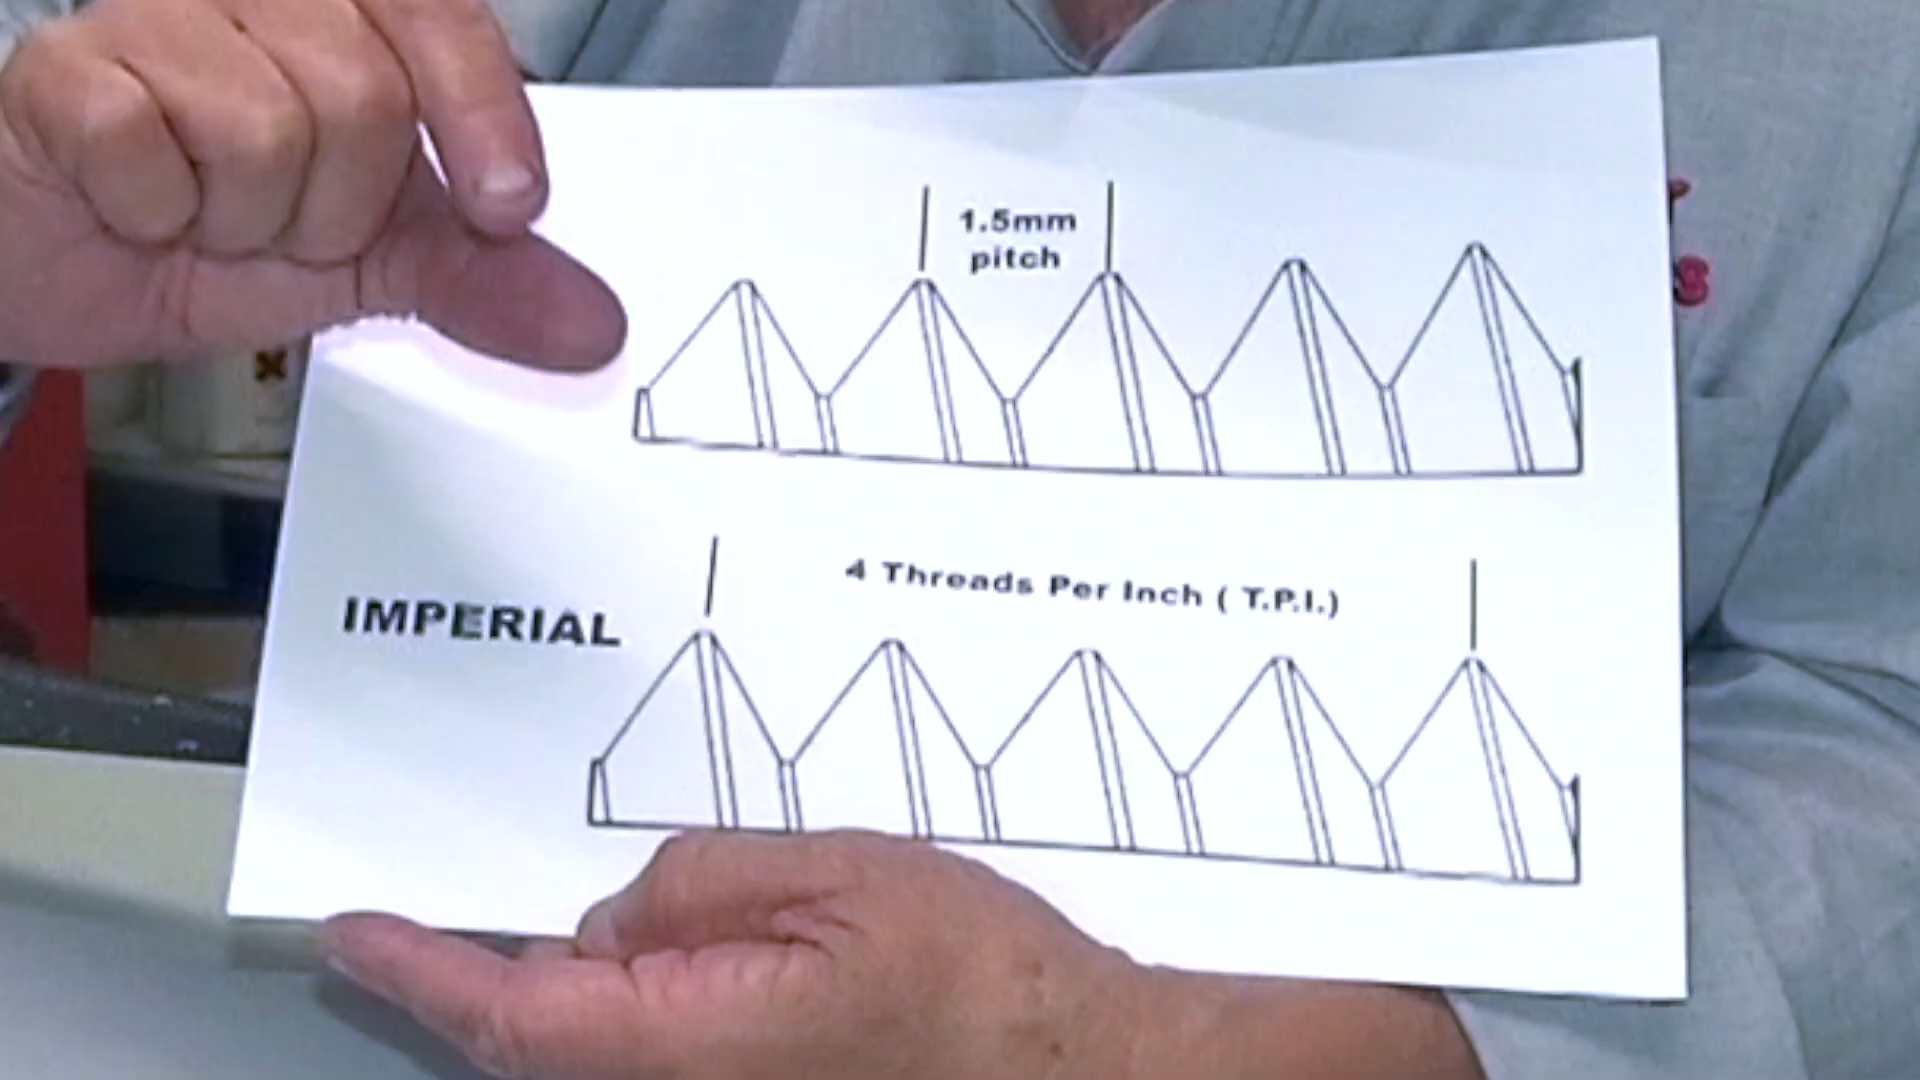 1.5mm
pitch
4 Threads Per Inch ( T.P.I.)
IMPERIAL